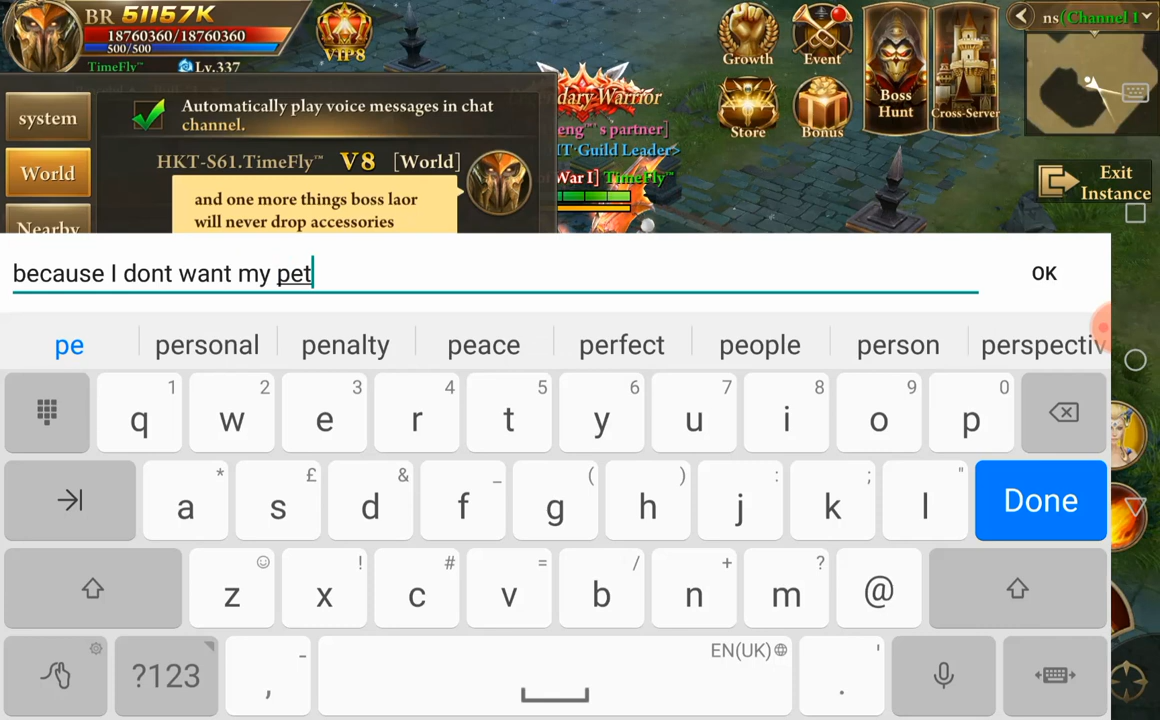 BR 51157K
18760360/18760360
500/500
TimeFly™ Lv.337
VIP8
Growth
Event
Store
Bonus
Boss
Hunt
Cross-Server
ns(Channel 1
Exit
Instance
dary Warrior
eng™'s partner]
Guild Leader>
War I] TimeFly™
system
World
Nearby
Automatically play voice messages in chat
channel.
HKT-S61.TimeFly™ V8 [World]
and one more things boss laor
will never drop accessories
because I dont want my pet
OK
pe personal penalty peace perfect people person perspectiv
1 2 3 4 5 6 7 8 9 0
q w e r t y u i o p
* £ & _ ( ) : ; "
a s d f g h j k l Done
! # = / + ?
z x c v b n m @
?123 , - EN(UK) . '